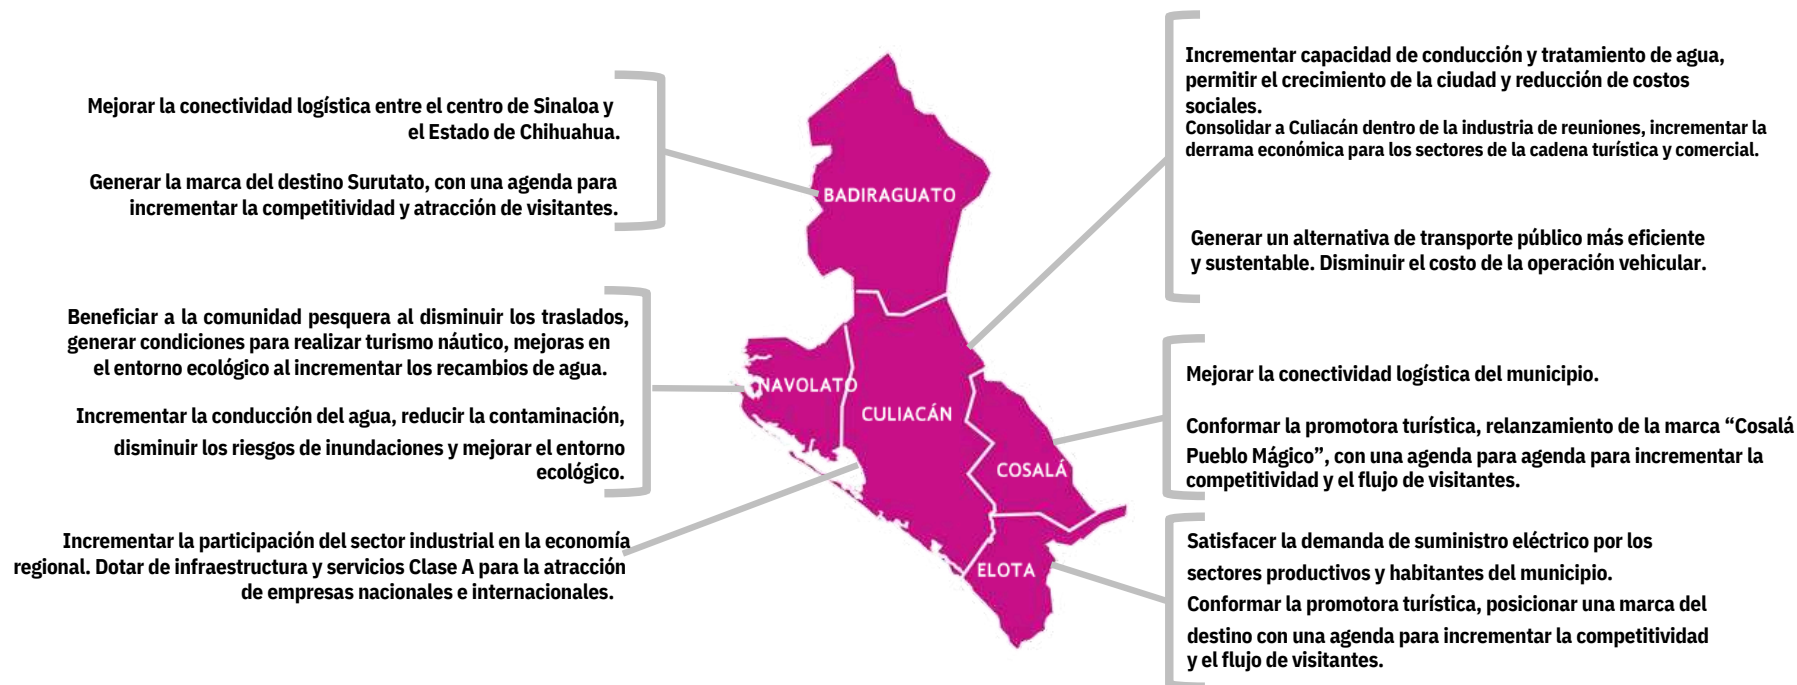 Mejorar la conectividad logística entre el centro de Sinaloa y
el Estado de Chihuahua.
Generar la marca del destino Surutato, con una agenda para
incrementar la competitividad y atracción de visitantes.
Beneficiar a la comunidad pesquera al disminuir los traslados,
generar condiciones para realizar turismo náutico, mejoras en
el entorno ecológico al incrementar los recambios de agua.
Incrementar la conducción del agua, reducir la contaminación,
disminuir los riesgos de inundaciones y mejorar el entorno
ecológico.
Incrementar la participación del sector industrial en la economía
regional. Dotar de infraestructura y servicios Clase A para la atracción
de empresas nacionales e internacionales.
BADIRAGUATO
NAVOLATO
CULIACÁN
COSALÁ
ELOTA
Incrementar capacidad de conducción y tratamiento de agua,
permitir el crecimiento de la ciudad y reducción de costos
sociales.
Consolidar a Culiacán dentro de la industria de reuniones, incrementar la
derrama económica para los sectores de la cadena turística y comercial.
Generar un alternativa de transporte público más eficiente
y sustentable. Disminuir el costo de la operación vehicular.
Mejorar la conectividad logística del municipio.
Conformar la promotora turística, relanzamiento de la marca “Cosalá
Pueblo Mágico”, con una agenda para agenda para incrementar la
competitividad y el flujo de visitantes.
Satisfacer la demanda de suministro eléctrico por los
sectores productivos y habitantes del municipio.
Conformar la promotora turística, posicionar una marca del
destino con una agenda para incrementar la competitividad
y el flujo de visitantes.